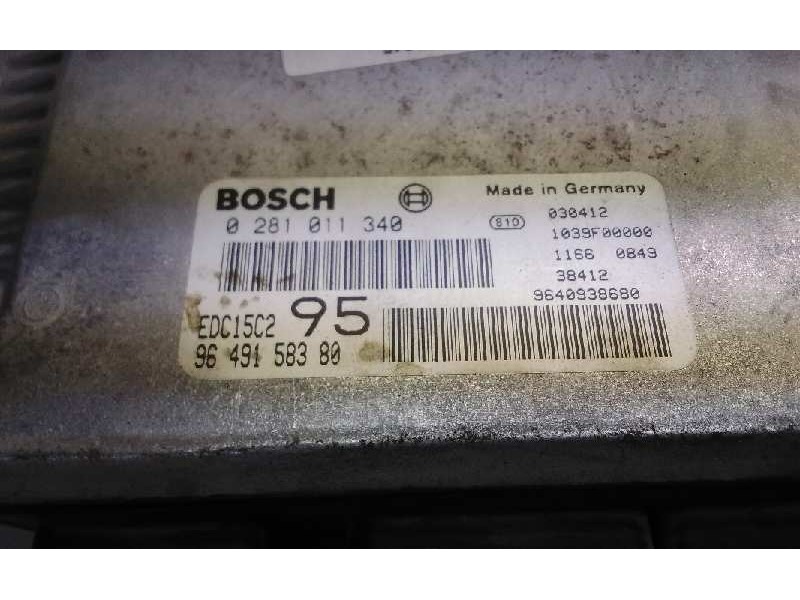 BOSCH
Made in Germany
0 281 011 340
810
030412
1039F00000
1166 0849
38412
9640938680
EDC15C2 95
96 491 583 80